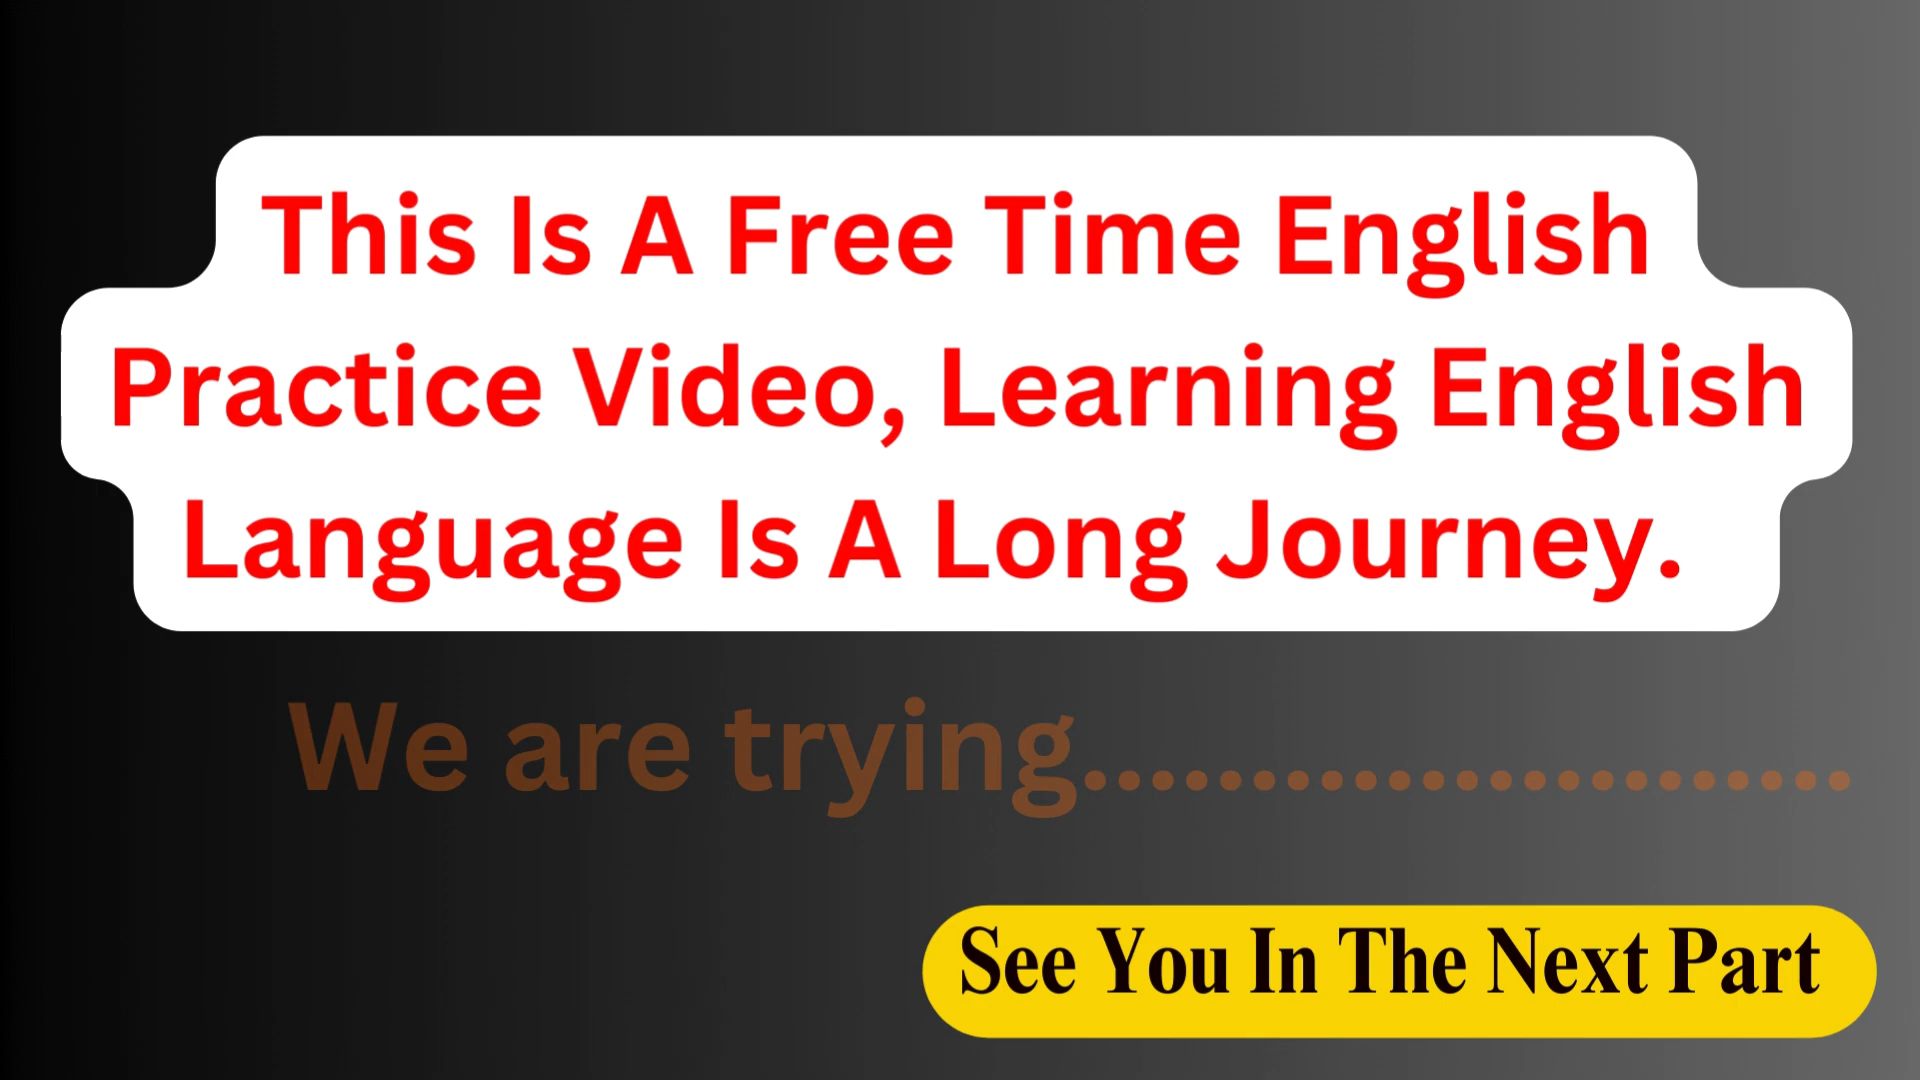 This Is A Free Time English
Practice Video, Learning English
Language Is A Long Journey.
We are trying.......................
See You In The Next Part